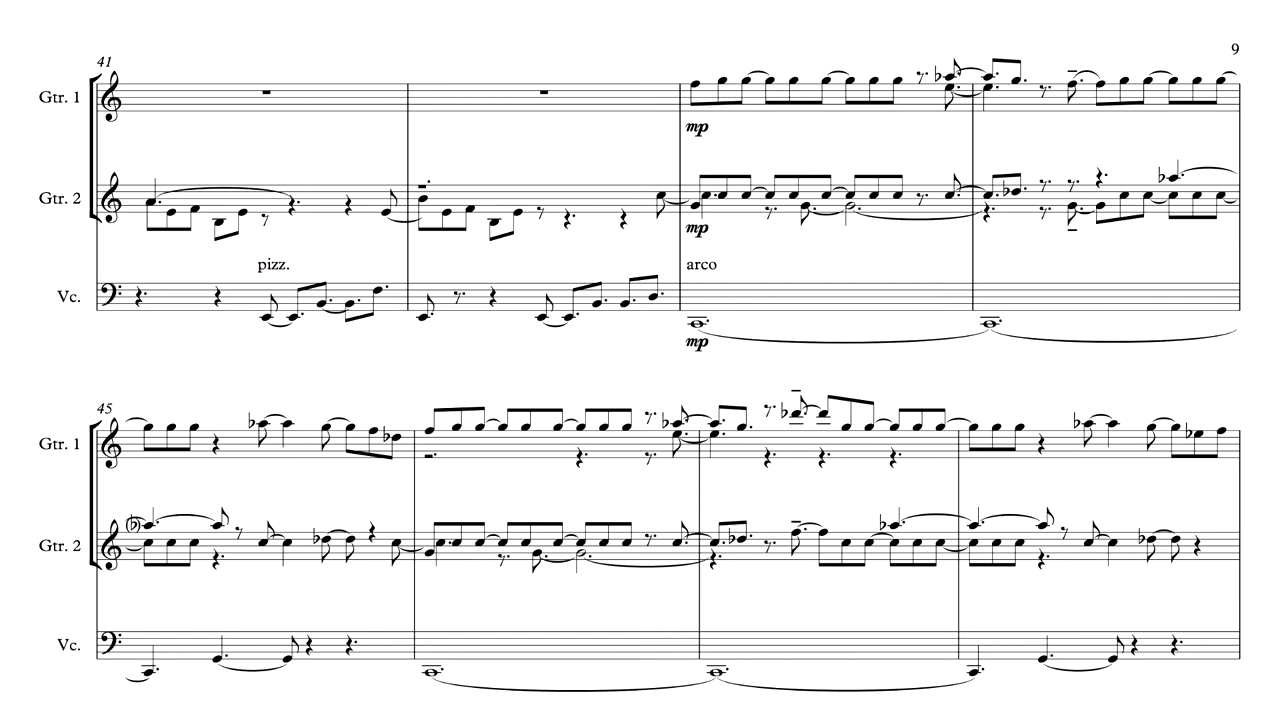 9
41
Gtr. 1
mp
Gtr. 2
mp
pizz. arco
Vc.
mp
45
Gtr. 1
Gtr. 2
Vc.